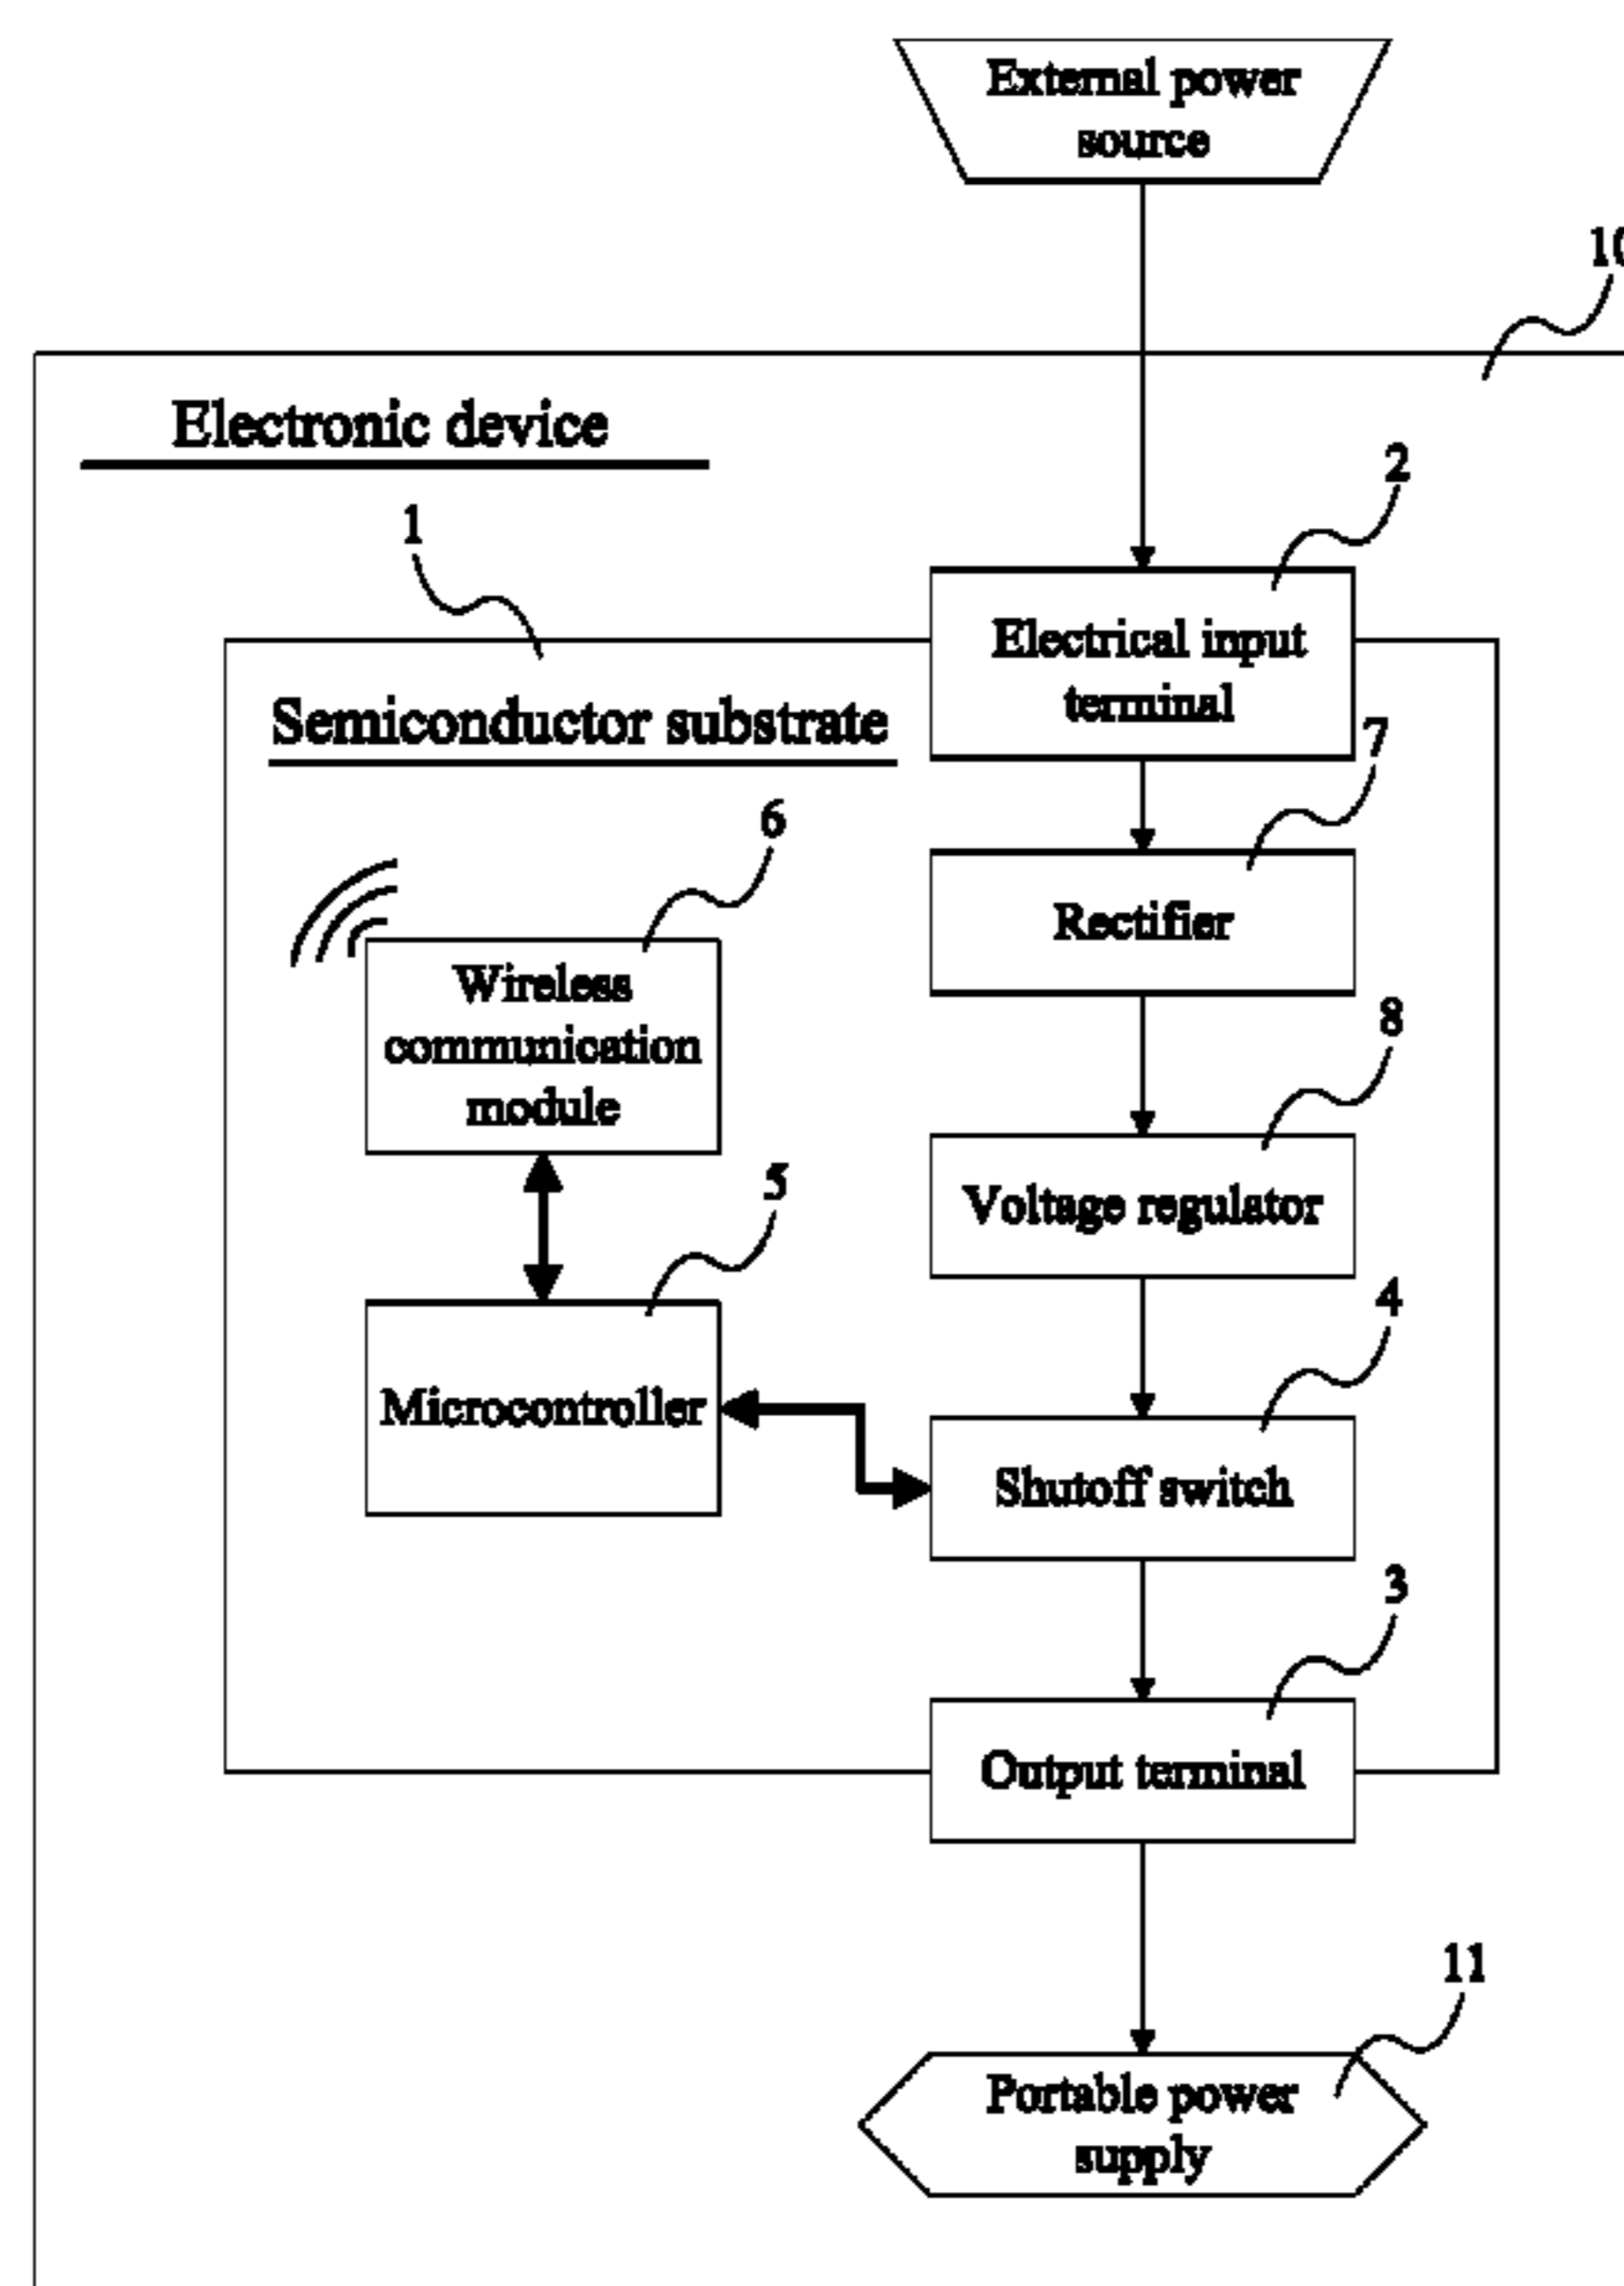 External power
source
10
Electronic device
2
1
Electrical input
terminal
Semiconductor substrate
7
6
Rectifier
Wireless
communication
module
8
5
Voltage regulator
4
Microcontroller
Shutoff switch
3
Output terminal
11
Portable power
supply